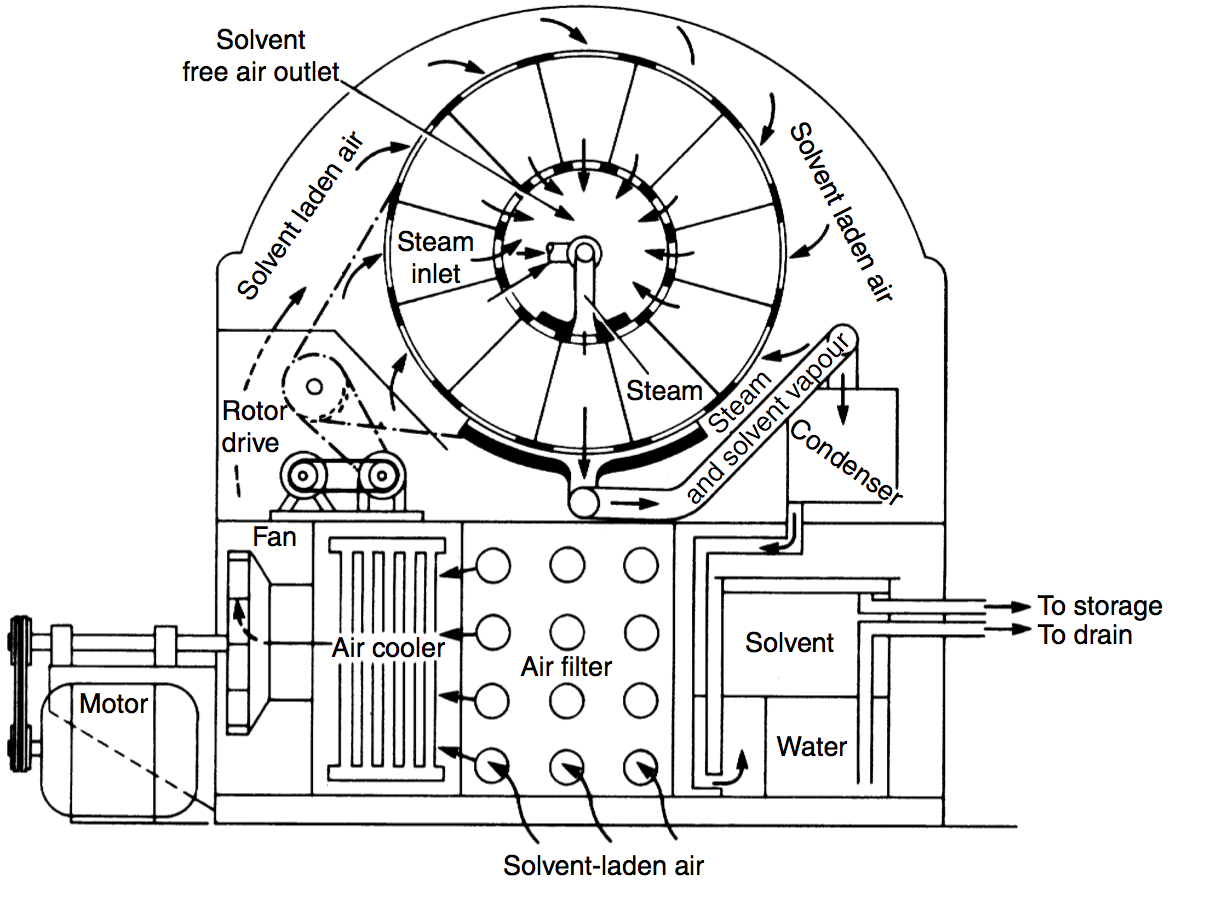 Solvent
free air outlet
Solvent laden air
Solvent laden air
Steam
inlet
Steam
Steam
and solvent vapour
Rotor
drive
Condenser
Fan
Air cooler
Air filter
Solvent
To storage
To drain
Motor
Water
Solvent-laden air